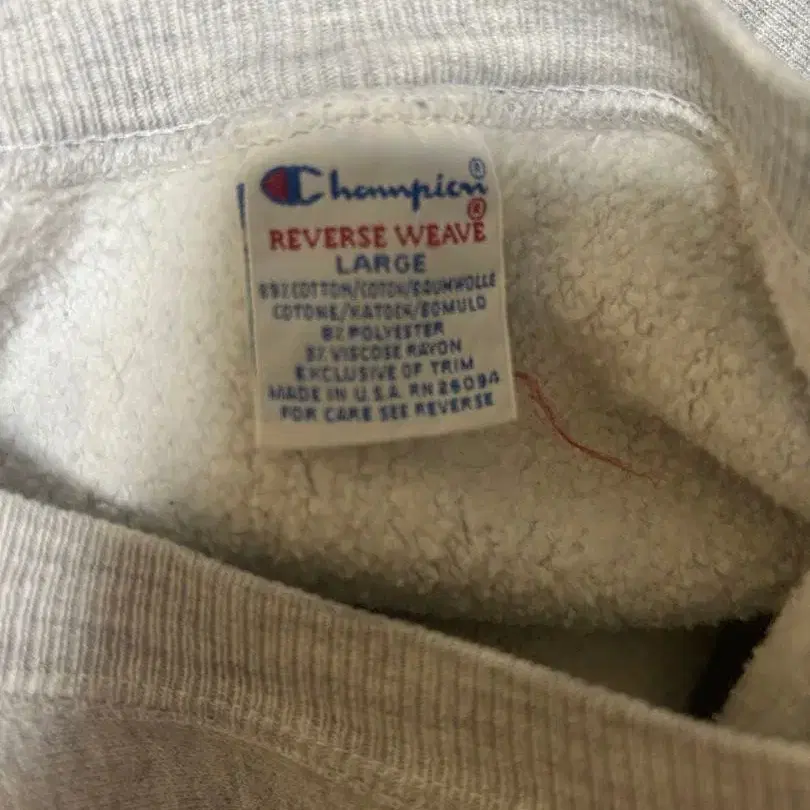 Champion®
REVERSE WEAVE®
LARGE
89% COTTON/COTON/BAUMWOLLE
COTONE/KATOEN/BOMULD
8% POLYESTER
3% VISCOSE RAYON
EXCLUSIVE OF TRIM
MADE IN U.S.A. RN 26094
FOR CARE SEE REVERSE